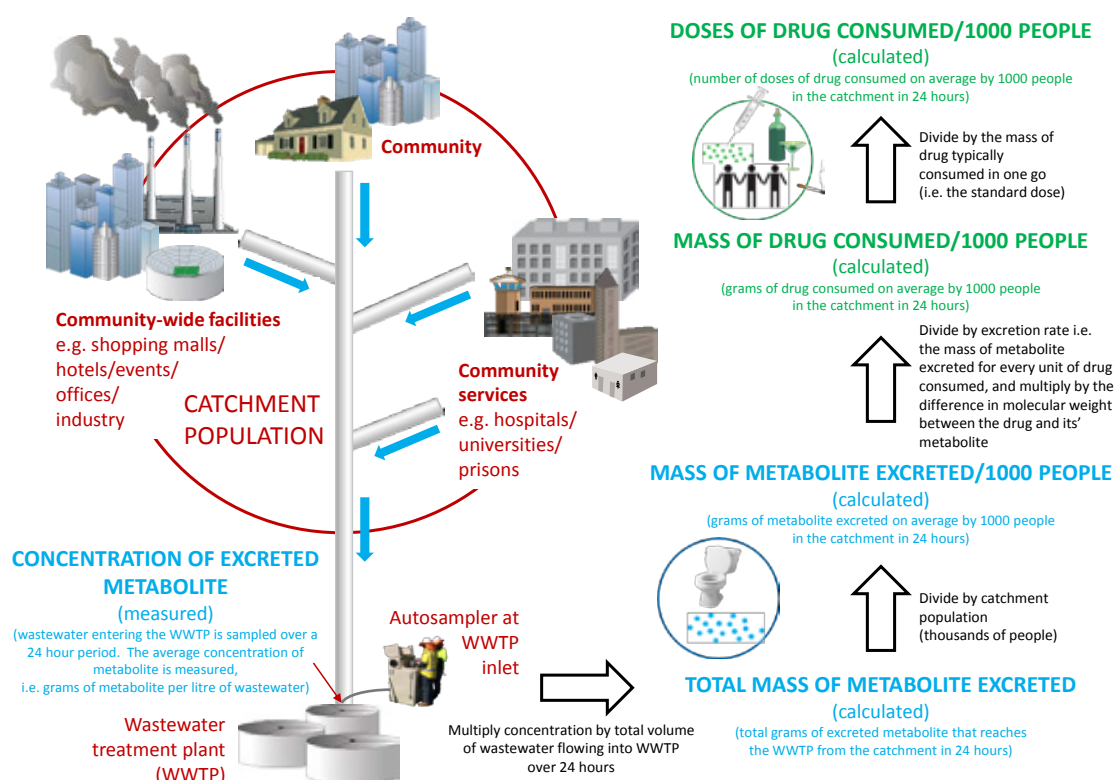 Community
Community-wide facilities
e.g. shopping malls/
hotels/events/
offices/
industry
CATCHMENT
POPULATION
Community
services
e.g. hospitals/
universities/
prisons
CONCENTRATION OF EXCRETED
METABOLITE
(measured)
(wastewater entering the WWTP is sampled over a
24 hour period.  The average concentration of
metabolite is measured,
i.e. grams of metabolite per litre of wastewater)
Autosampler at
WWTP
inlet
Wastewater
treatment plant
(WWTP)
Multiply concentration by total volume
of wastewater flowing into WWTP
over 24 hours
DOSES OF DRUG CONSUMED/1000 PEOPLE
(calculated)
(number of doses of drug consumed on average by 1000 people
in the catchment in 24 hours)
Divide by the mass of
drug typically
consumed in one go
(i.e. the standard dose)
MASS OF DRUG CONSUMED/1000 PEOPLE
(calculated)
(grams of drug consumed on average by 1000 people
in the catchment in 24 hours)
Divide by excretion rate i.e.
the mass of metabolite
excreted for every unit of drug
consumed, and multiply by the
difference in molecular weight
between the drug and its'
metabolite
MASS OF METABOLITE EXCRETED/1000 PEOPLE
(calculated)
(grams of metabolite excreted on average by 1000 people
in the catchment in 24 hours)
Divide by catchment
population
(thousands of people)
TOTAL MASS OF METABOLITE EXCRETED
(calculated)
(total grams of excreted metabolite that reaches
the WWTP from the catchment in 24 hours)